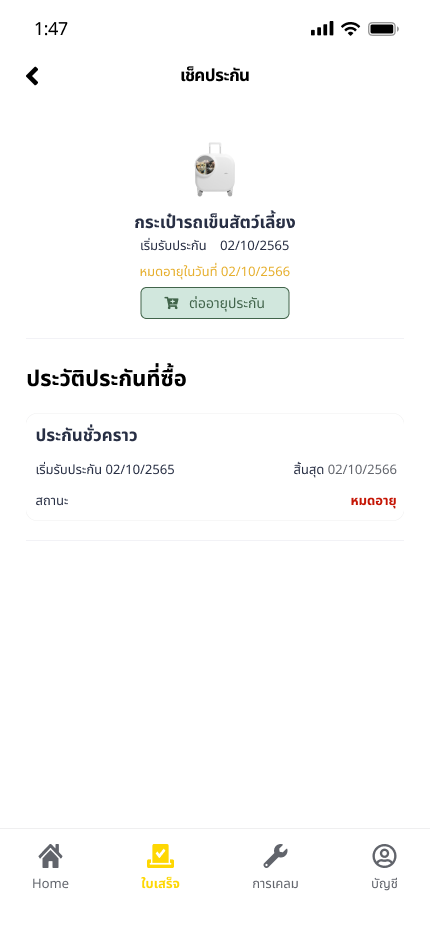 1:47
เช็คประกัน
กระเป๋ารถเข็นสัตว์เลี้ยง
เริ่มรับประกัน 02/10/2565
หมดอายุในวันที่ 02/10/2566
ต่ออายุประกัน
ประวัติประกันที่ซื้อ
ประกันชั่วคราว
เริ่มรับประกัน 02/10/2565 สิ้นสุด 02/10/2566
สถานะ หมดอายุ
Home ใบเสร็จ การเคลม บัญชี